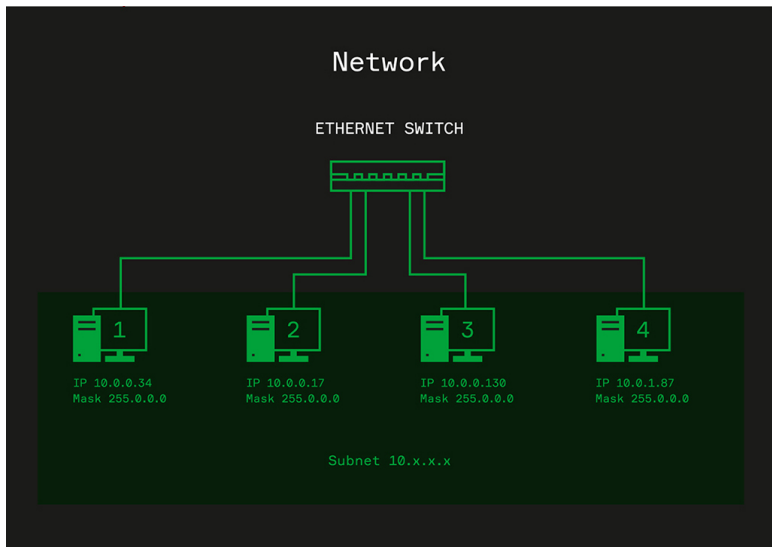 Network
ETHERNET SWITCH
1
2
3
4
IP 10.0.0.34
Mask 255.0.0.0
IP 10.0.0.17
Mask 255.0.0.0
IP 10.0.0.130
Mask 255.0.0.0
IP 10.0.1.87
Mask 255.0.0.0
Subnet 10.x.x.x